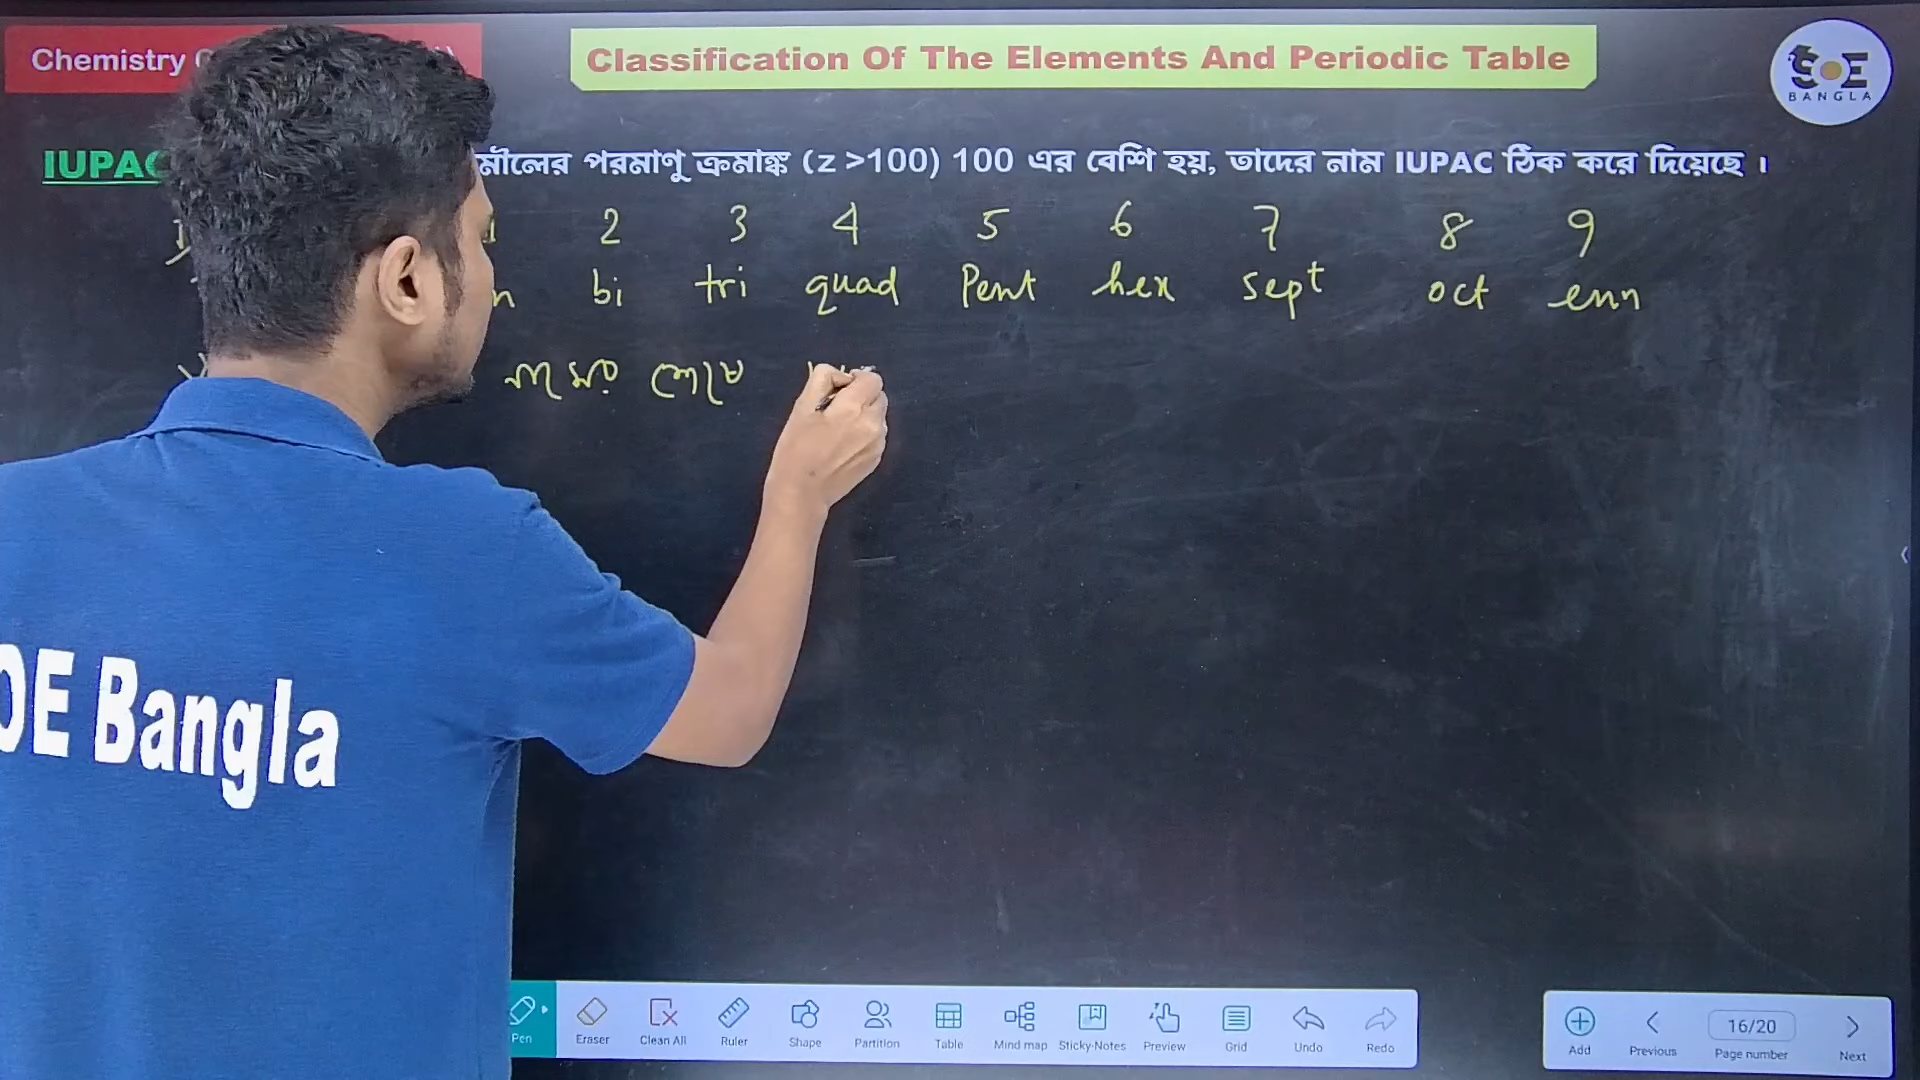 Chemistry
Classification Of The Elements And Periodic Table
SOE
BANGLA
IUPAC মৌলের পরমাণু ক্রমাঙ্ক (z >100) 100 এর বেশি হয়, তাদের নাম IUPAC ঠিক করে দিয়েছে ।
1 2 3 4 5 6 7 8 9
n bi tri quad Pent hex sept oct enn
নামের শেষে
OE Bangla
Pen Eraser Clean All Ruler Shape Partition Table Mind map Sticky-Notes Preview Grid Undo Redo
Add Previous 16/20 Page number Next